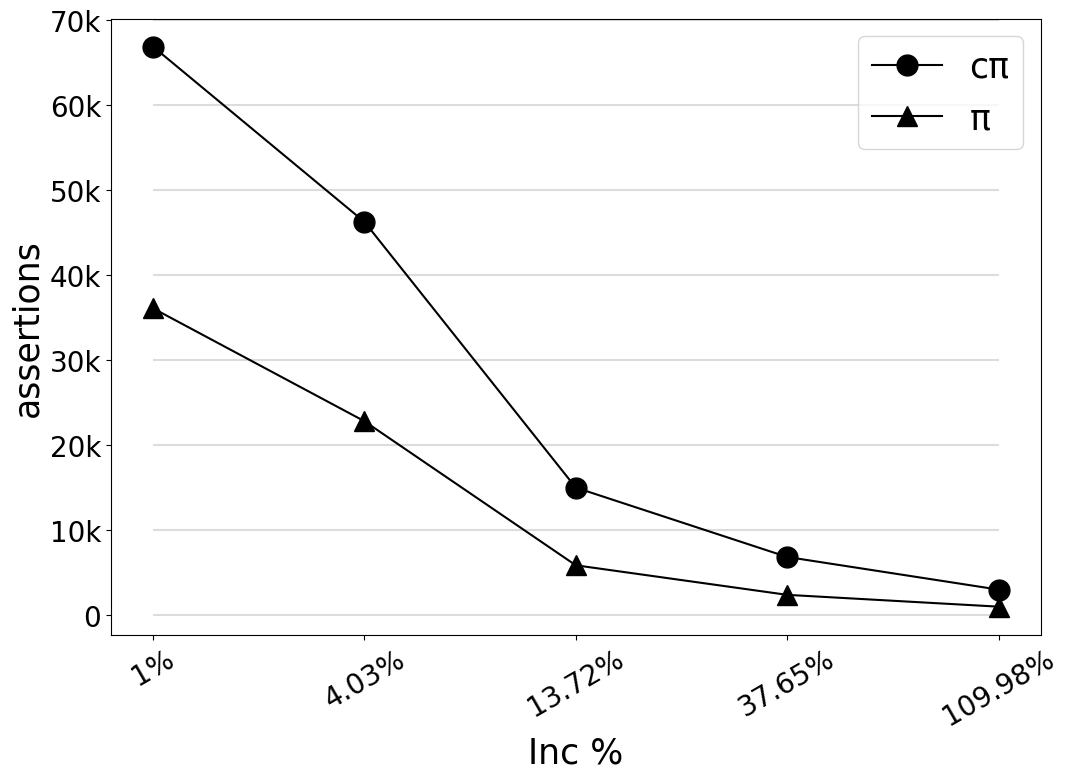 70k
60k
50k
40k
30k
20k
10k
0
assertions
cπ
π
1%
4.03%
13.72%
37.65%
109.98%
Inc %